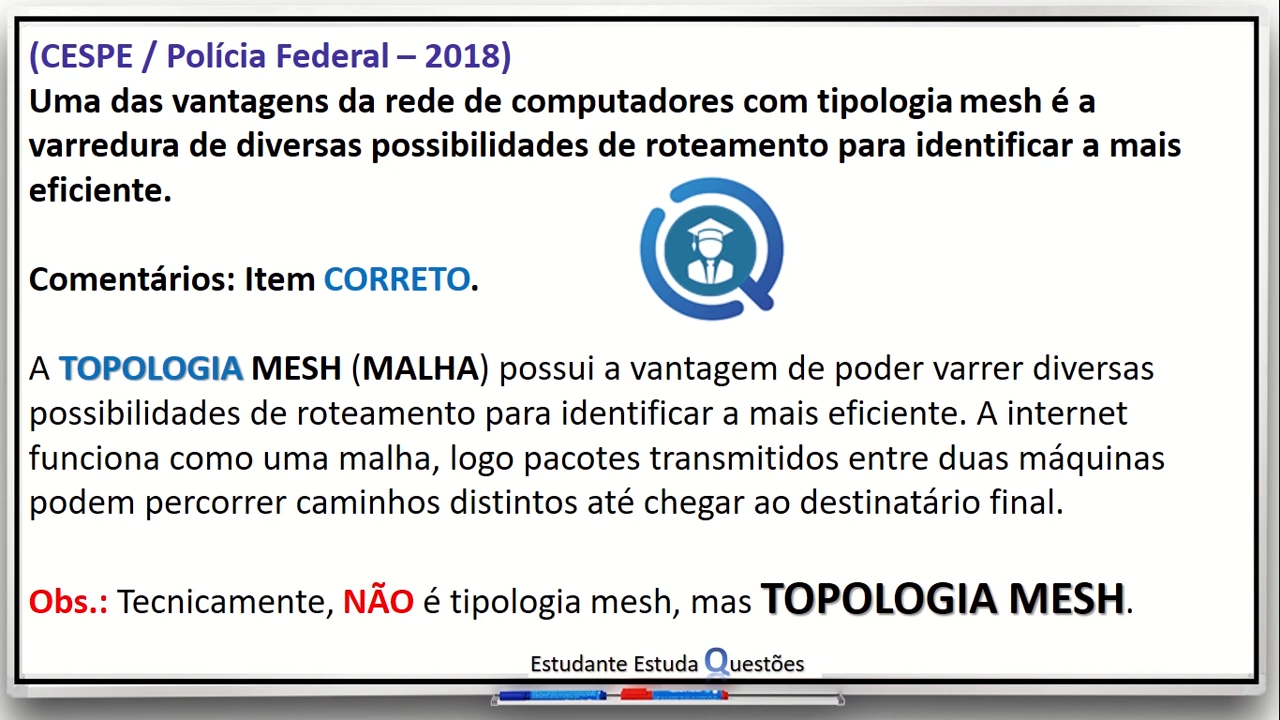 (CESPE / Polícia Federal – 2018)
Uma das vantagens da rede de computadores com tipologia mesh é a
varredura de diversas possibilidades de roteamento para identificar a mais
eficiente.
Comentários: Item CORRETO.
A TOPOLOGIA MESH (MALHA) possui a vantagem de poder varrer diversas
possibilidades de roteamento para identificar a mais eficiente. A internet
funciona como uma malha, logo pacotes transmitidos entre duas máquinas
podem percorrer caminhos distintos até chegar ao destinatário final.
Obs.: Tecnicamente, NÃO é tipologia mesh, mas TOPOLOGIA MESH.
Estudante Estuda Questões